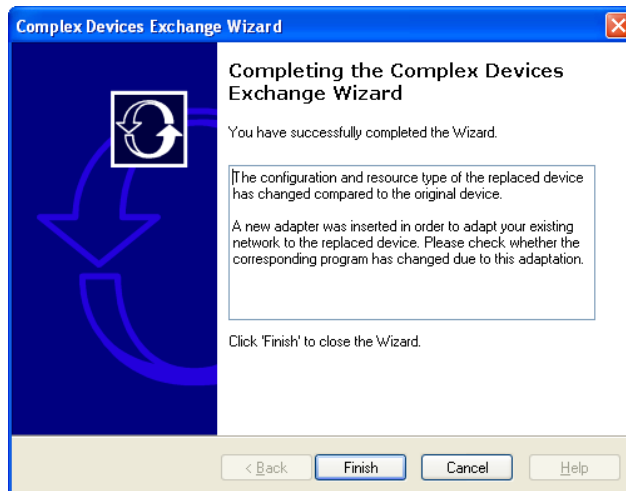 Complex Devices Exchange Wizard
Completing the Complex Devices
Exchange Wizard
You have successfully completed the Wizard.
The configuration and resource type of the replaced device
has changed compared to the original device.
A new adapter was inserted in order to adapt your existing
network to the replaced device. Please check whether the
corresponding program has changed due to this adaptation.
Click 'Finish' to close the Wizard.
< Back
Finish
Cancel
Help